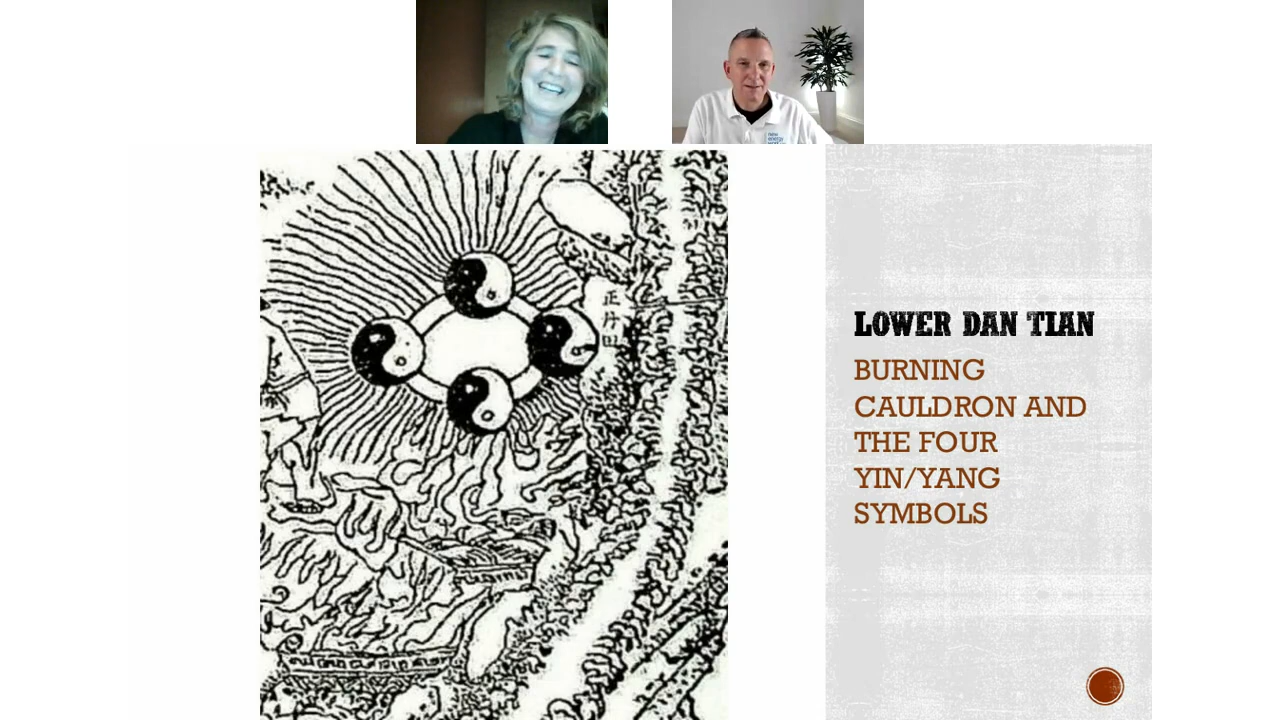 正
丹
田
LOWER DAN TIAN
BURNING
CAULDRON AND
THE FOUR
YIN/YANG
SYMBOLS